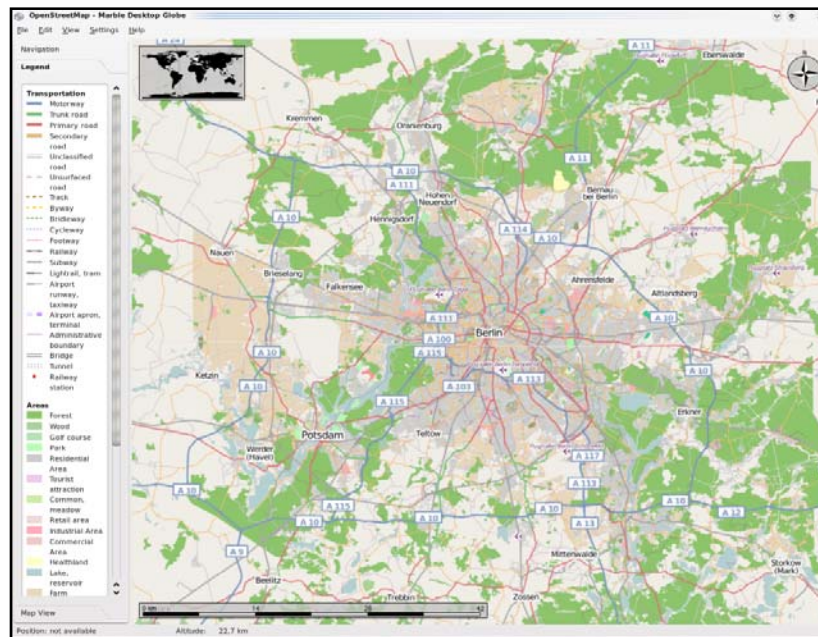 OpenStreetMap - Marble Desktop Globe
File Edit View Settings Help
Navigation
Legend
Transportation
Motorway
Trunk road
Primary road
Secondary
road
Unclassified
road
Unsurfaced
road
Track
Byway
Bridleway
Cycleway
Footway
Railway
Subway
Lightrail, tram
Airport
runway,
taxiway
Airport apron,
terminal
Administrative
boundary
Bridge
Tunnel
Railway
station
Areas
Forest
Wood
Golf course
Park
Residential
Area
Tourist
attraction
Common,
meadow
Retail area
Industrial Area
Commercial
Area
Heathland
Lake,
reservoir
Farm
Map View
Position: not available
Altitude: 22.7 km
A 24
A 11
Eberswalde
N
Kremmen
Oranienburg
A 10
A 111
A 11
Hohen
Neuendorf
Bernau
bei Berlin
A 10
Hennigsdorf
A 114
A 10
Nauen
Brieselang
Falkensee
Ahrensfelde
Altlandsberg
A 111
A 10
Berlin
A 100
A 10
A 115
A 10
Ketzin
A 10
A 103
A 113
A 115
Erkner
Potsdam
Teltow
Werder
(Havel)
A 117
A 10
A 113
A 115
A 10
A 10
A 10
A 10
A 12
A 13
A 9
Mittenwalde
Storkow
(Mark)
Beelitz
Trebbin
Zossen
0 km 14 28 42